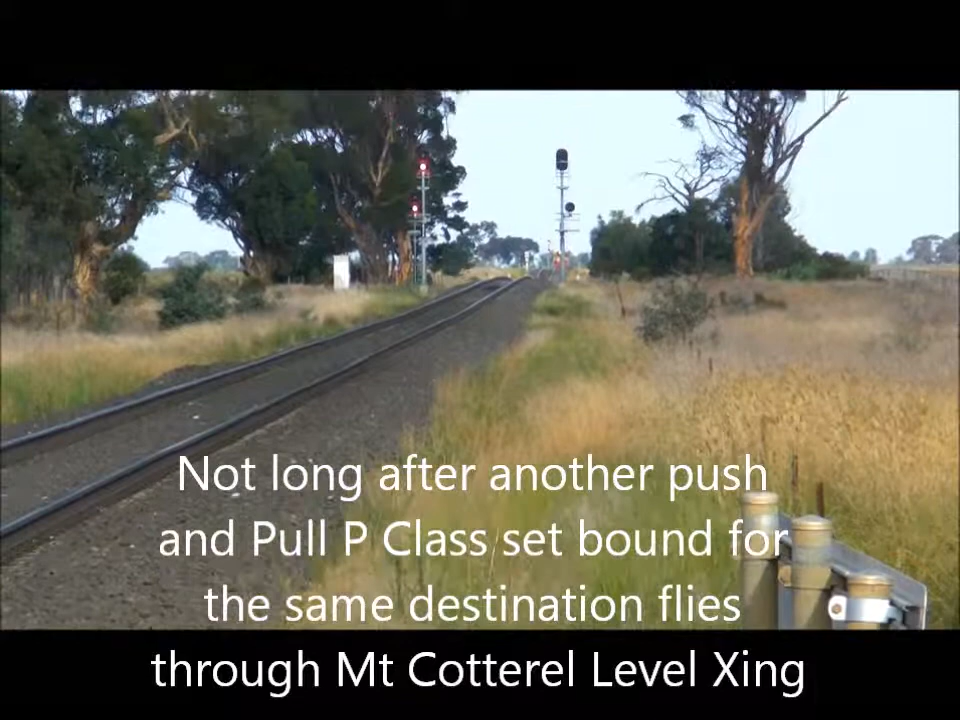 Not long after another push
and Pull P Class set bound for
the same destination flies
through Mt Cotterel Level Xing